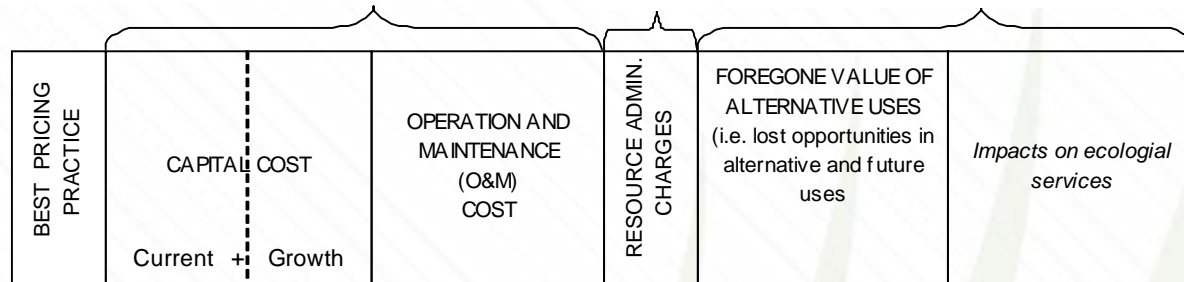 BEST PRICING
PRACTICE
CAPITAL COST
Current + Growth
OPERATION AND
MAINTENANCE
(O&M)
COST
RESOURCE ADMIN.
CHARGES
FOREGONE VALUE OF
ALTERNATIVE USES
(i.e. lost opportunities in
alternative and future
uses
Impacts on ecologial
services